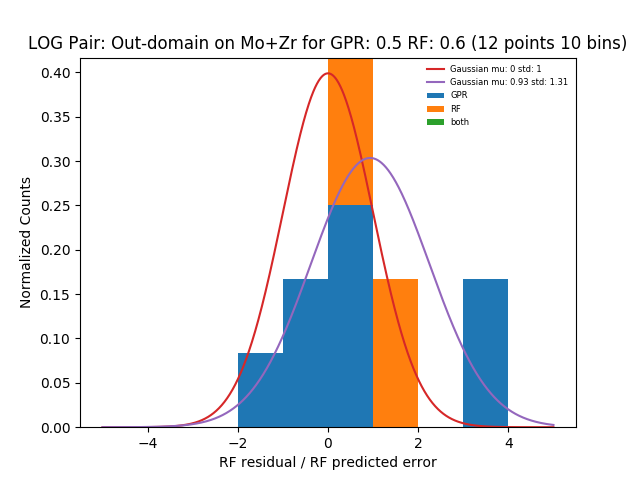 LOG Pair: Out-domain on Mo+Zr for GPR: 0.5 RF: 0.6 (12 points 10 bins)
Gaussian mu: 0 std: 1
Gaussian mu: 0.93 std: 1.31
GPR
RF
both
Normalized Counts
0.40
0.35
0.30
0.25
0.20
0.15
0.10
0.05
0.00
−4 −2 0 2 4
RF residual / RF predicted error